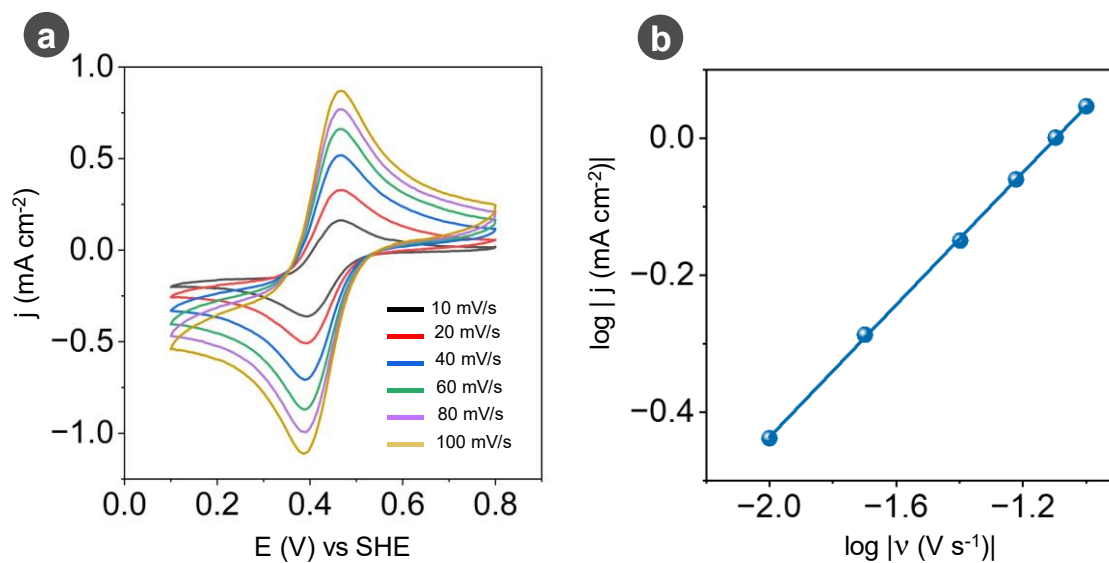 a
1.0
0.5
0.0
−0.5
−1.0
j (mA cm-2)
0.0 0.2 0.4 0.6 0.8
E (V) vs SHE
10 mV/s
20 mV/s
40 mV/s
60 mV/s
80 mV/s
100 mV/s
b
0.0
−0.2
−0.4
log | j (mA cm-2)|
−2.0 −1.6 −1.2
log |ν (V s-1)|